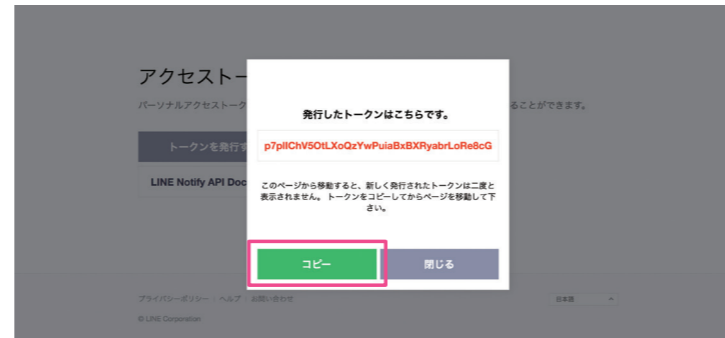 アクセストー
パーソナルアクセストーク
ることができます。
トークンを発行す
LINE Notify API Doc
発行したトークンはこちらです。
p7pIIChV5OtLXoQzYwPuiaBxBXRyabrLoRe8cG
このページから移動すると、新しく発行されたトークンは二度と
表示されません。トークンをコピーしてからページを移動して下
さい。
コピー
閉じる
プライバシーポリシー ヘルプ お問い合わせ
日本語
© LINE Corporation